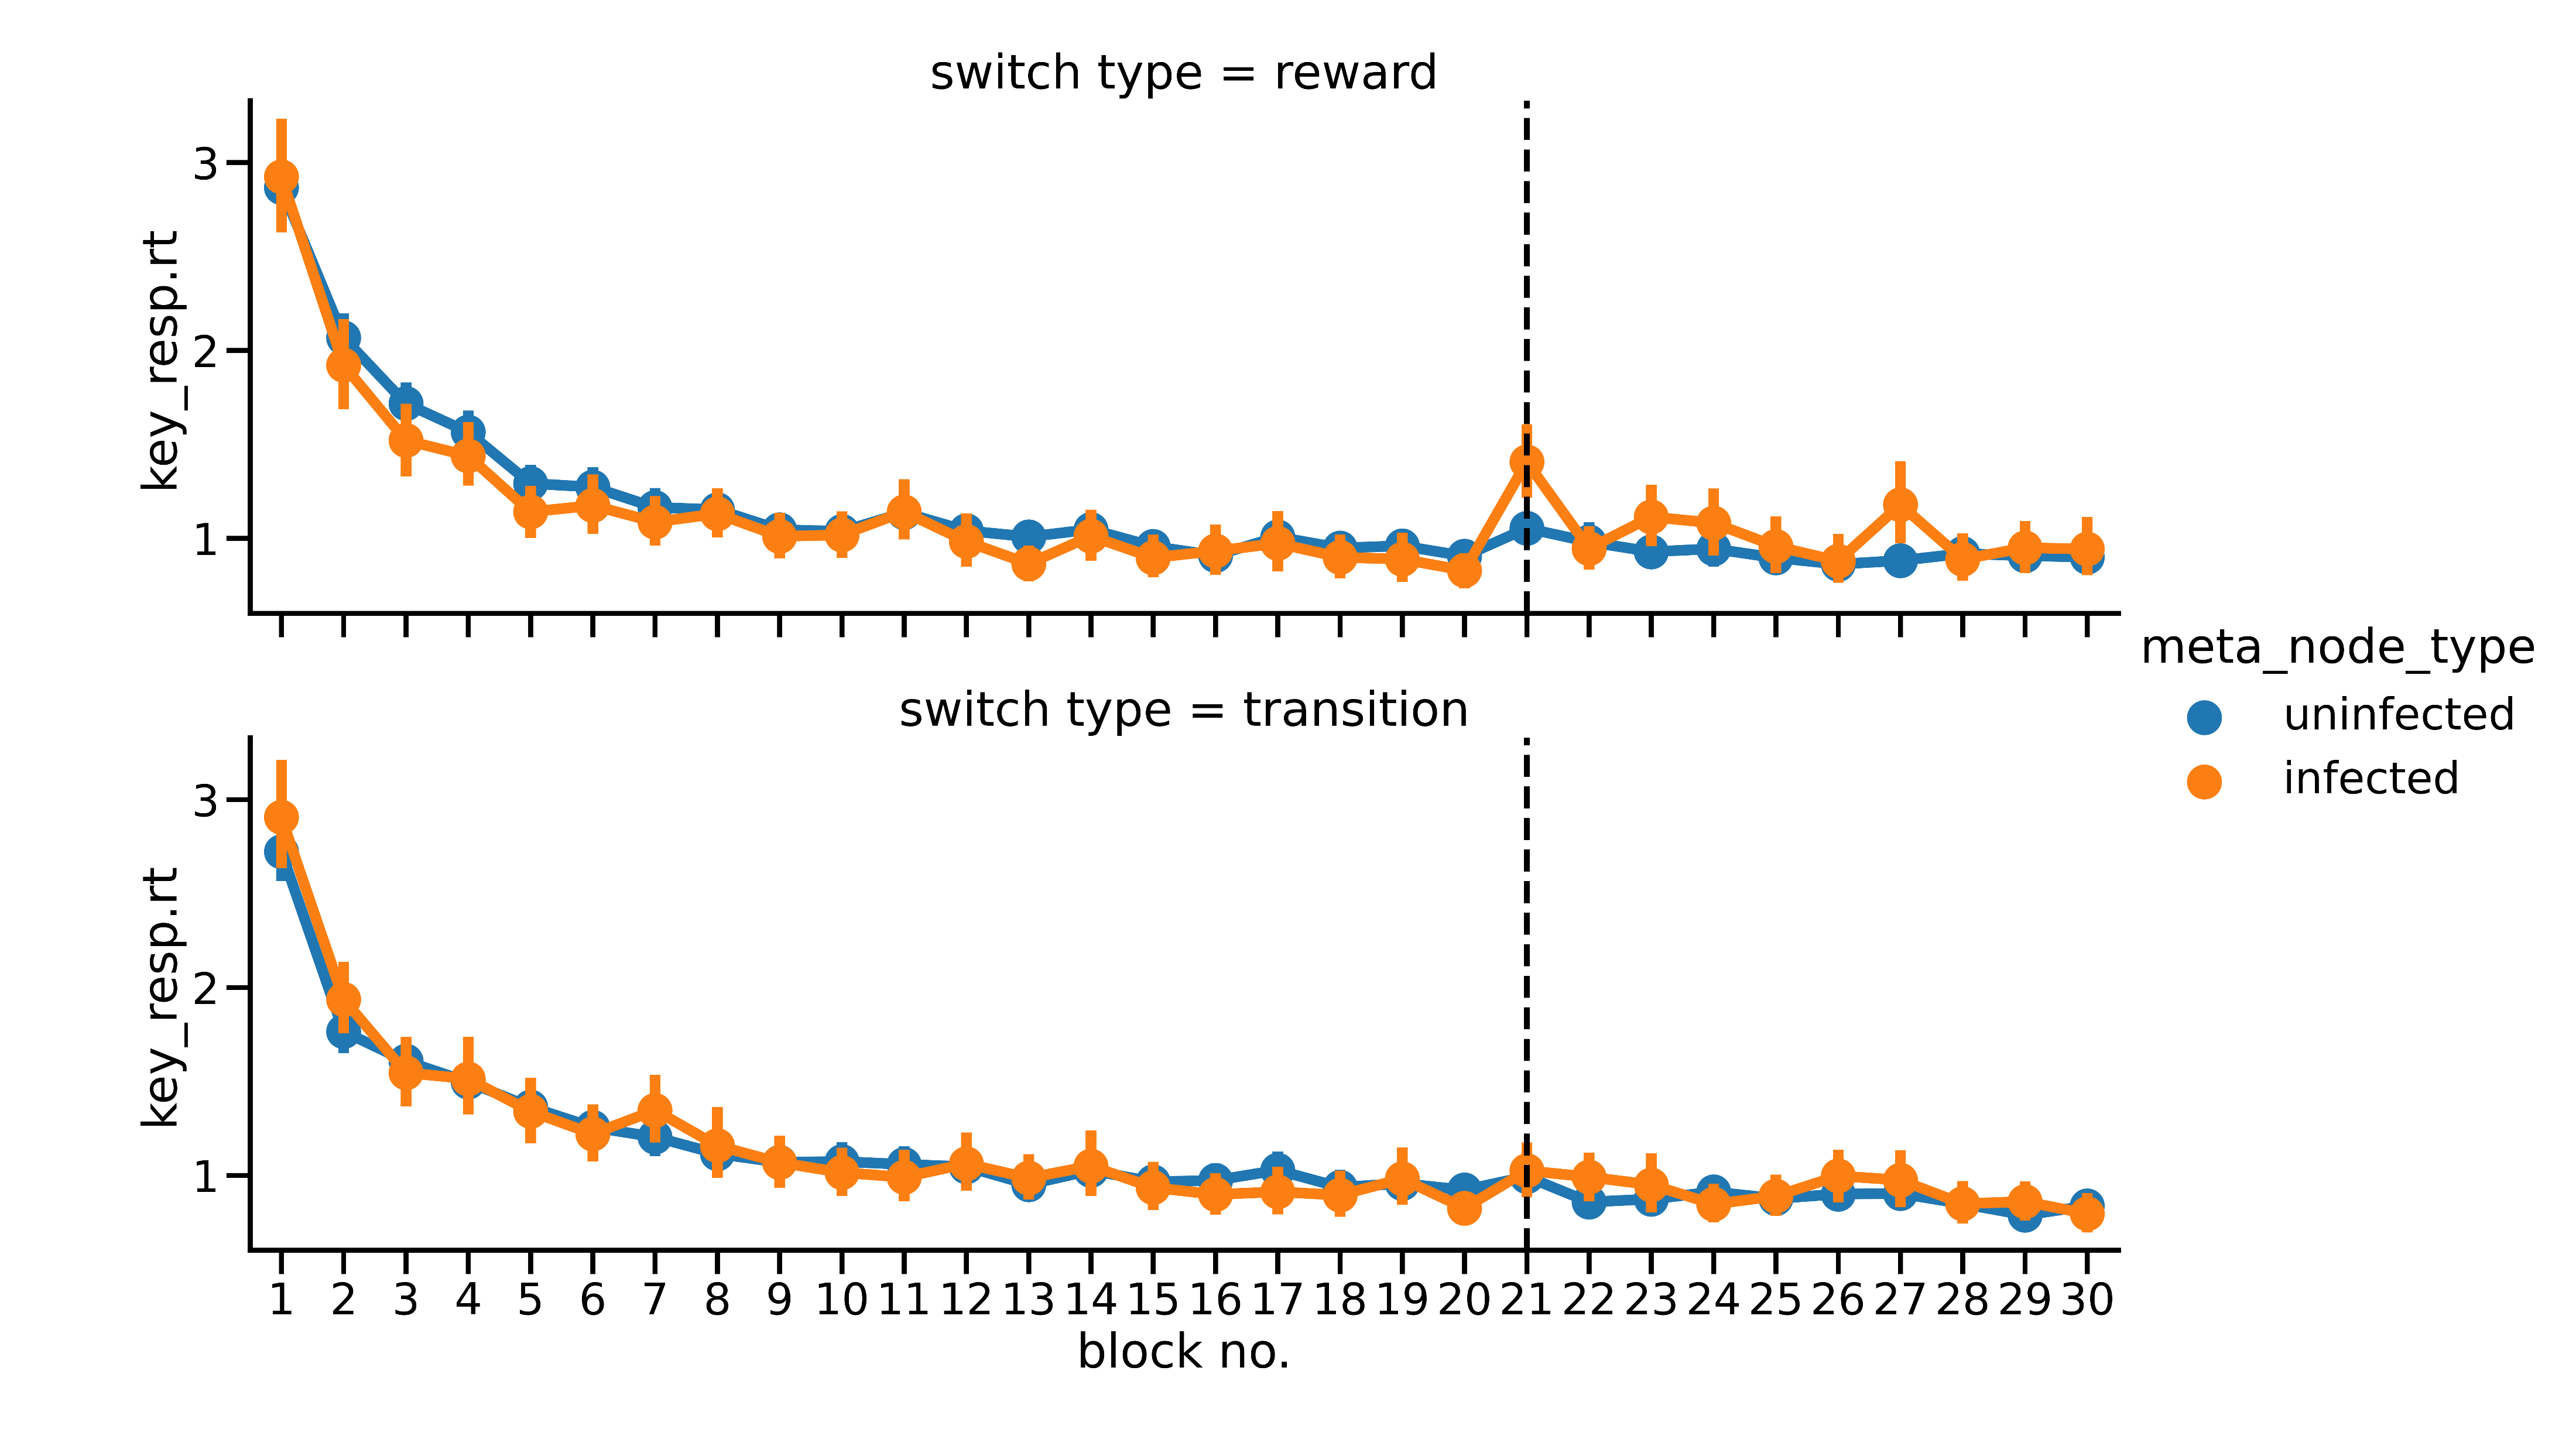 switch type = reward
key_resp.rt
3
2
1
switch type = transition
key_resp.rt
3
2
1
1 2 3 4 5 6 7 8 9 10 11 12 13 14 15 16 17 18 19 20 21 22 23 24 25 26 27 28 29 30
block no.
meta_node_type
uninfected
infected